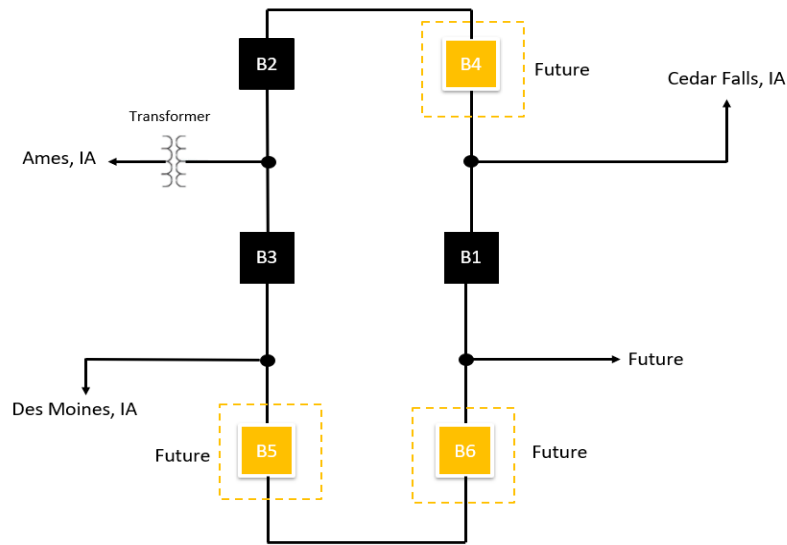 B2
B4
Future
Cedar Falls, IA
Transformer
Ames, IA
B3
B1
Future
Des Moines, IA
Future
B5
B6
Future